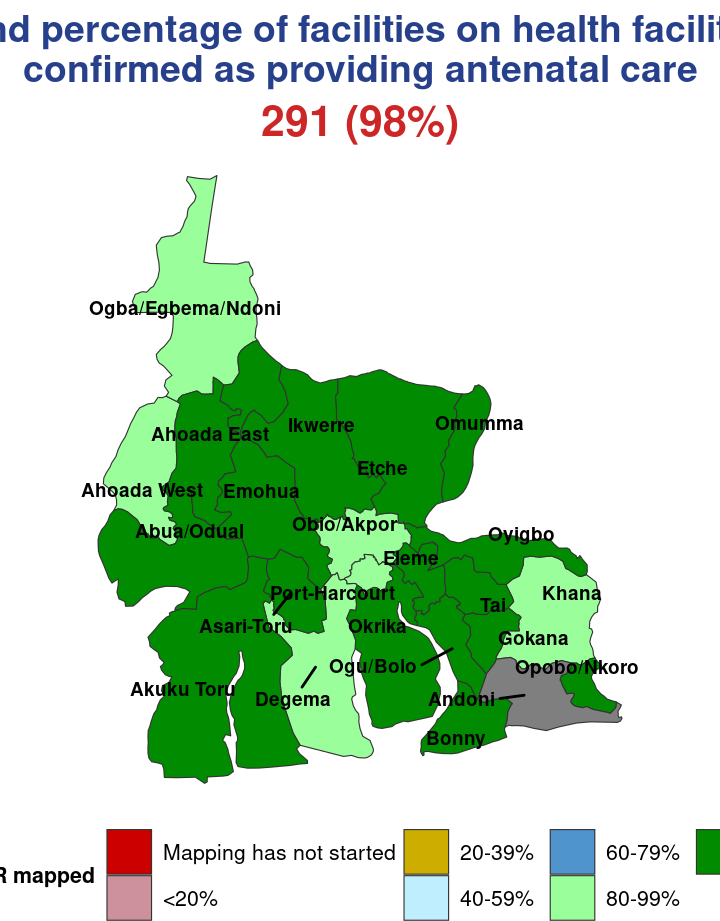 nd percentage of facilities on health facilit
confirmed as providing antenatal care
291 (98%)
Ogba/Egbema/Ndoni
Ahoada East
Ikwerre
Omumma
Etche
Ahoada West
Emohua
Abua/Odual
Obio/Akpor
Oyigbo
Eleme
Port-Harcourt
Khana
Tai
Asari-Toru
Okrika
Gokana
Ogu/Bolo
Opobo/Nkoro
Akuku Toru
Degema
Andoni
Bonny
R mapped
Mapping has not started
20-39%
60-79%
<20%
40-59%
80-99%